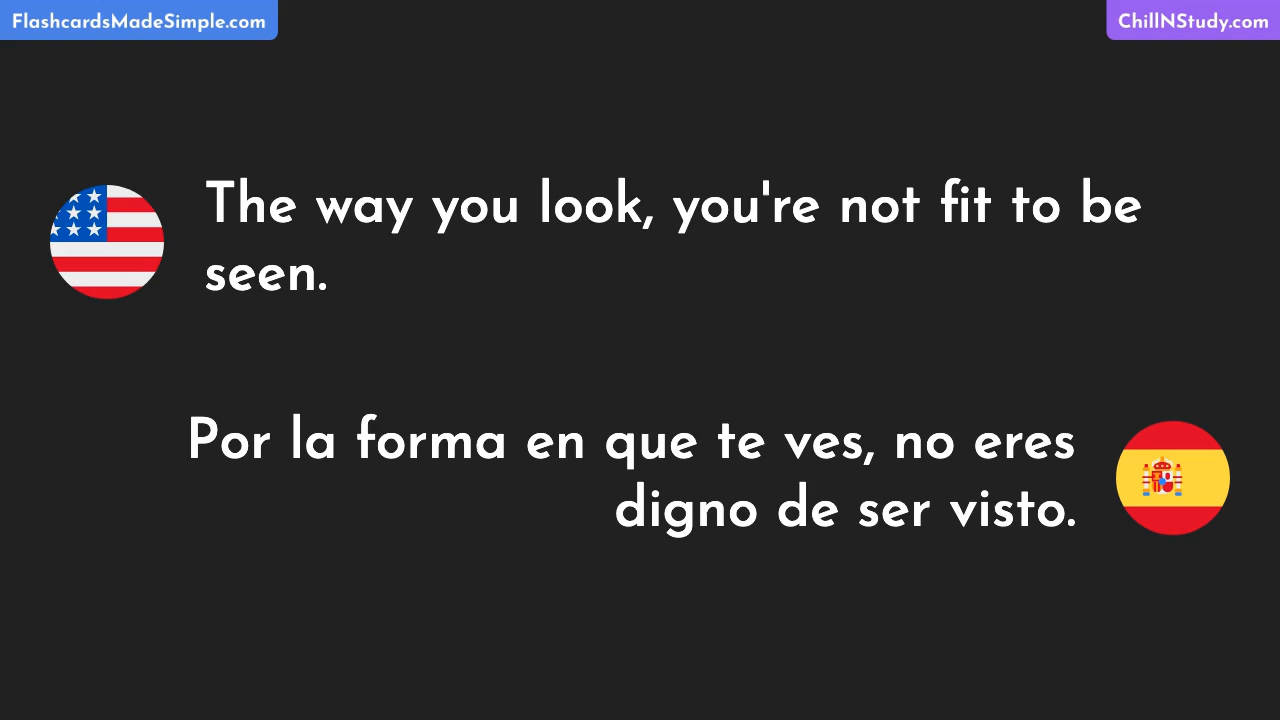 FlashcardsMadeSimple.com
ChillNStudy.com
The way you look, you're not fit to be
seen.
Por la forma en que te ves, no eres
digno de ser visto.